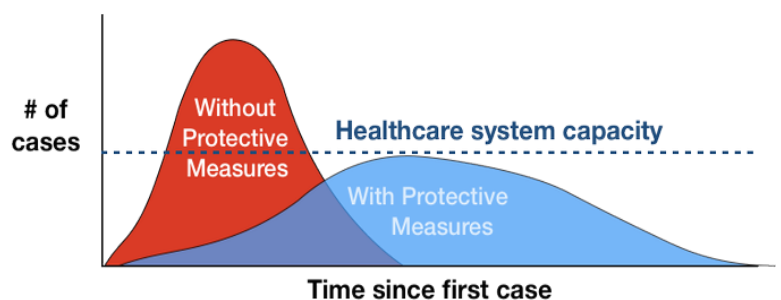 # of
cases
Without
Protective
Measures
Healthcare system capacity
With Protective
Measures
Time since first case